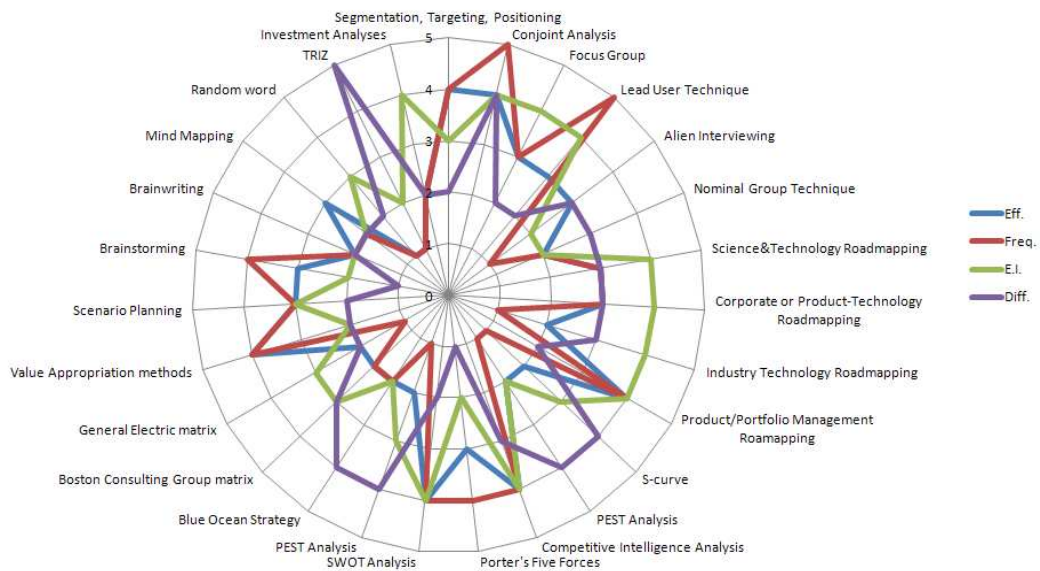 Segmentation, Targeting, Positioning
Investment Analyses
5
Conjoint Analysis
TRIZ
Focus Group
Random word
4
Lead User Technique
Mind Mapping
3
Alien Interviewing
Brainwriting
2
Nominal Group Technique
Eff.
Brainstorming
1
Science&Technology Roadmapping
Freq.
E.I.
Scenario Planning
0
Corporate or Product-Technology
Roadmapping
Diff.
Value Appropriation methods
Industry Technology Roadmapping
General Electric matrix
Product/Portfolio Management
Roamapping
Boston Consulting Group matrix
S-curve
Blue Ocean Strategy
PEST Analysis
PEST Analysis
Competitive Intelligence Analysis
SWOT Analysis
Porter's Five Forces